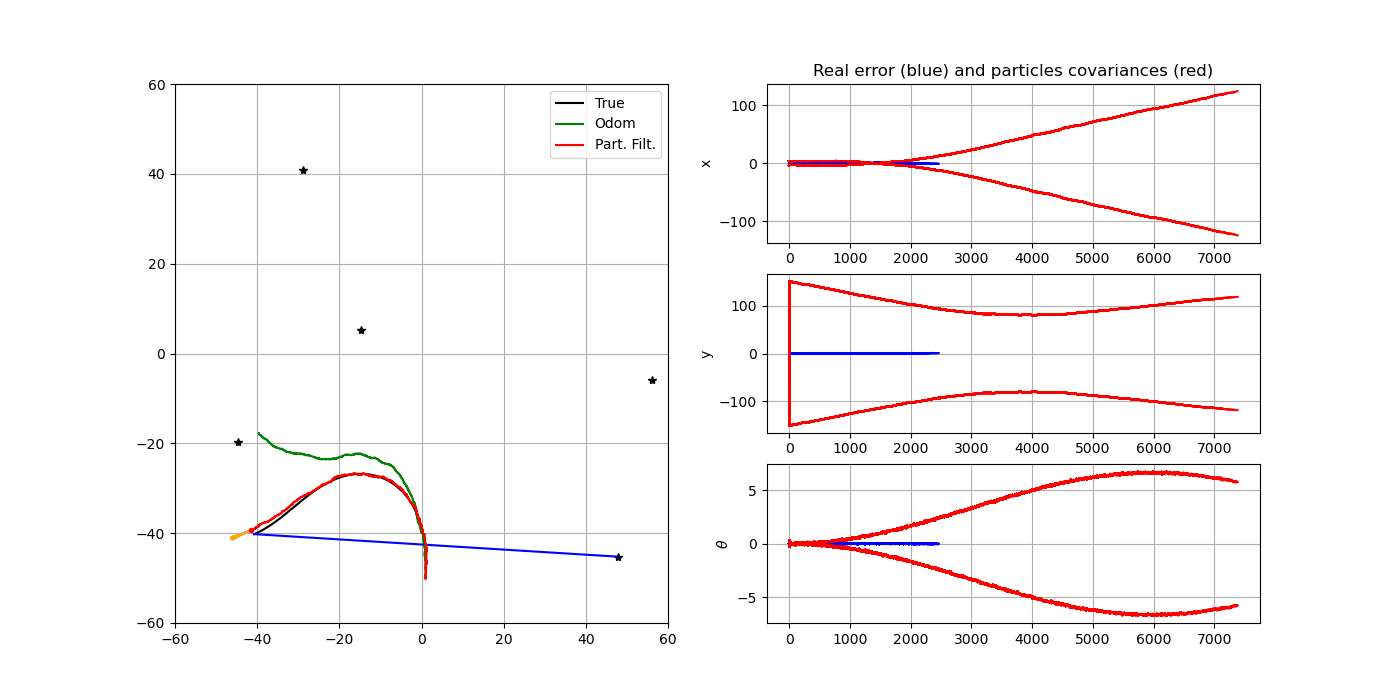 60
40
20
0
−20
−40
−60
−60 −40 −20 0 20 40 60
True
Odom
Part. Filt.
Real error (blue) and particles covariances (red)
x
100
0
−100
0 1000 2000 3000 4000 5000 6000 7000
y
100
0
−100
0 1000 2000 3000 4000 5000 6000 7000
θ
5
0
−5
0 1000 2000 3000 4000 5000 6000 7000